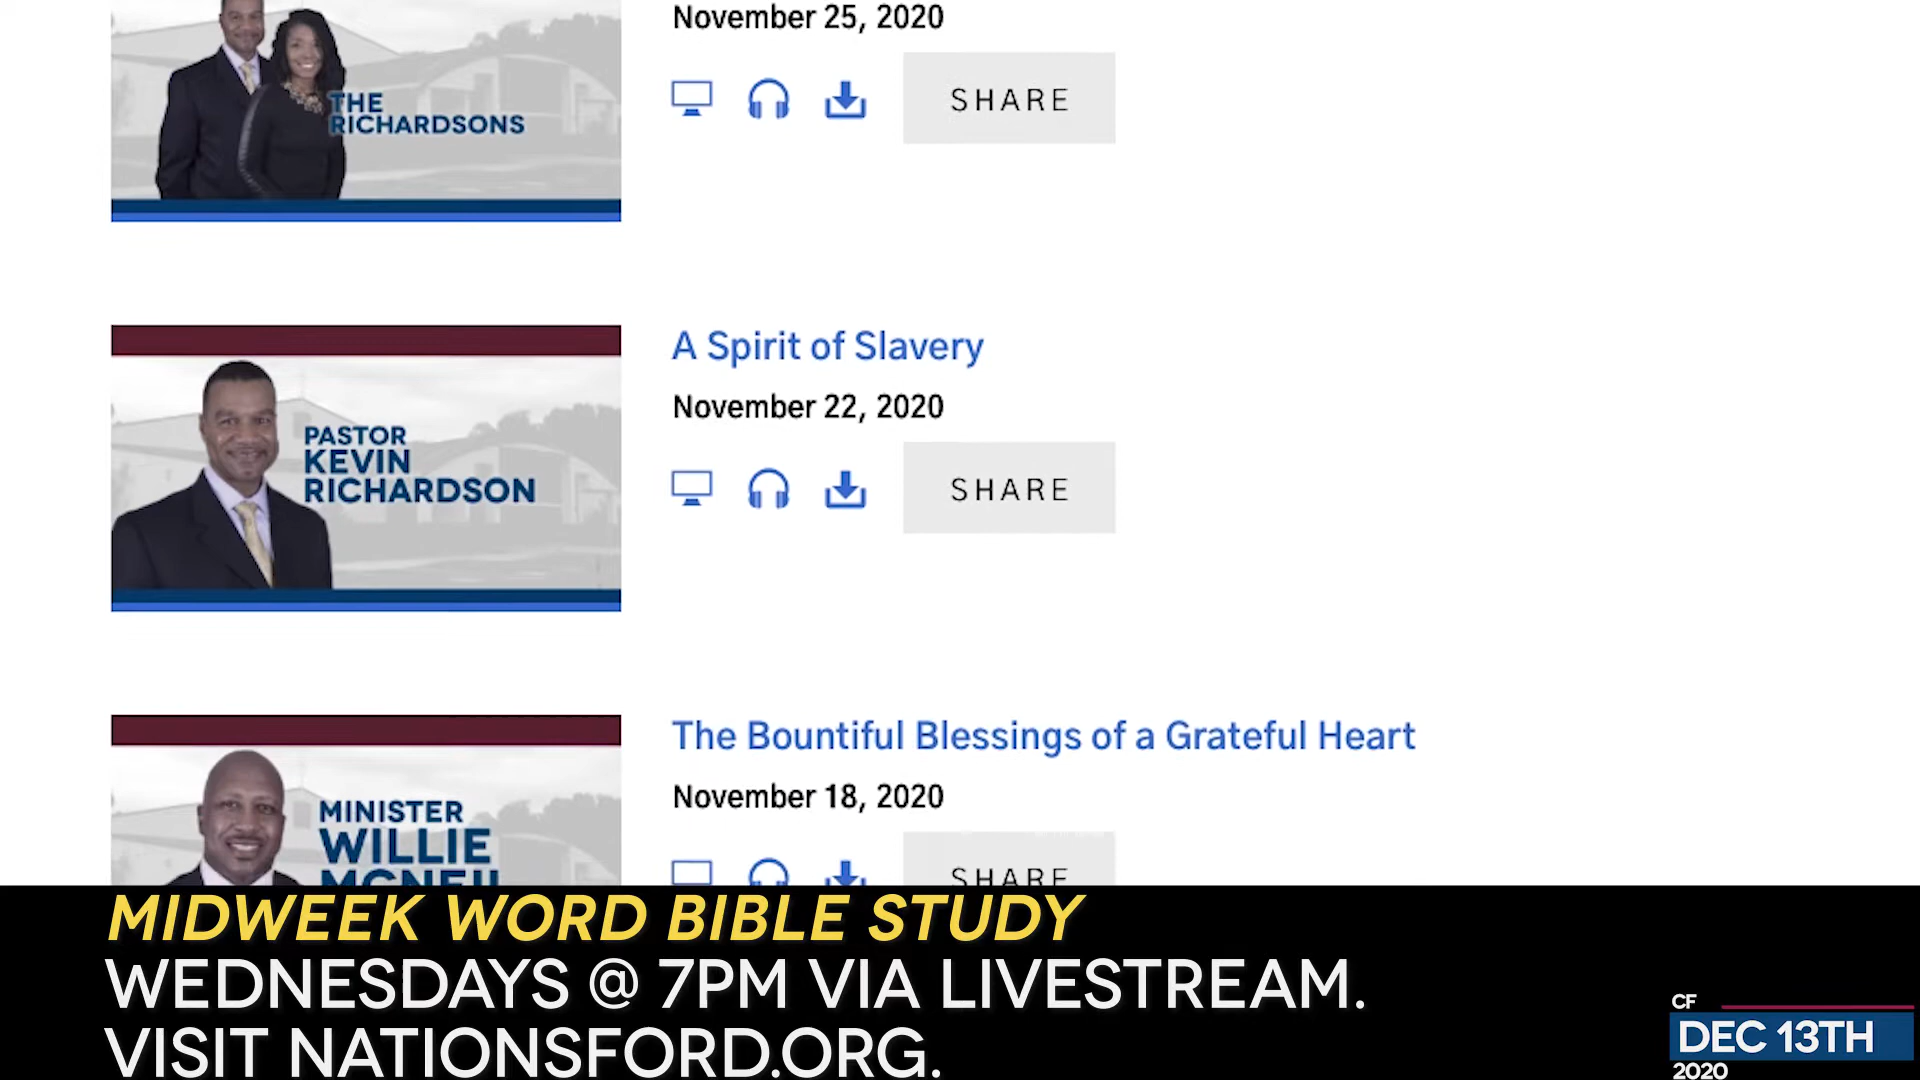 November 25, 2020
SHARE
THE
RICHARDSONS
A Spirit of Slavery
November 22, 2020
SHARE
PASTOR
KEVIN
RICHARDSON
The Bountiful Blessings of a Grateful Heart
November 18, 2020
SHARE
MINISTER
WILLIE
MCNEIL
MIDWEEK WORD BIBLE STUDY
WEDNESDAYS @ 7PM VIA LIVESTREAM.
VISIT NATIONSFORD.ORG.
CF
DEC 13TH
2020